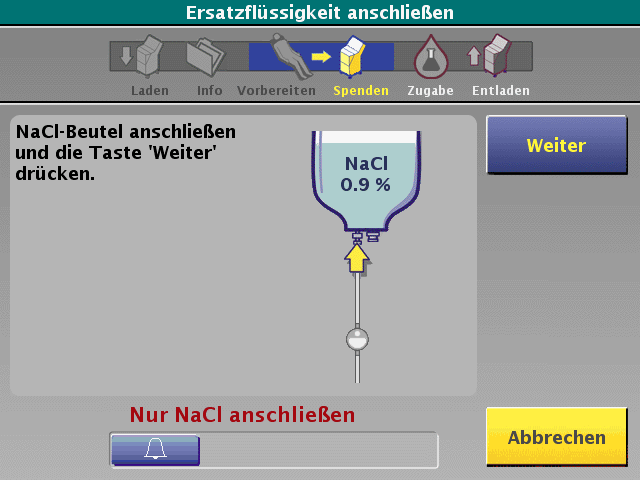 Ersatzflüssigkeit anschließen
Laden Info Vorbereiten Spenden Zugabe Entladen
NaCl-Beutel anschließen
und die Taste 'Weiter'
drücken.
NaCl
0.9 %
Weiter
Nur NaCl anschließen
Abbrechen